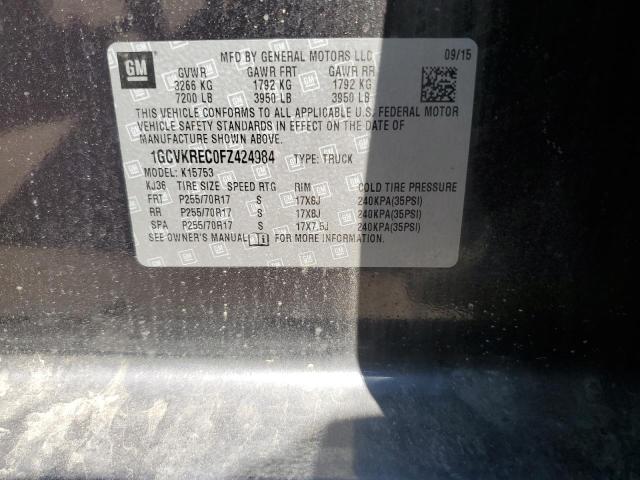 GM
MFD BY GENERAL MOTORS LLC 09/15
GVWR GAWR FRT GAWR RR
3266 KG 1792 KG 1792 KG
7200 LB 3950 LB 3950 LB
THIS VEHICLE CONFORMS TO ALL APPLICABLE U.S. FEDERAL MOTOR
VEHICLE SAFETY STANDARDS IN EFFECT ON THE DATE OF
MANUFACTURE SHOWN ABOVE.
1GCVKREC0FZ424984 TYPE: TRUCK
MODEL: K15753
KJ36 TIRE SIZE SPEED RTG RIM COLD TIRE PRESSURE
FRT P255/70R17 S 17X8J 240KPA(35PSI)
RR P255/70R17 S 17X8J 240KPA(35PSI)
SPA P255/70R17 S 17X7.5J 240KPA(35PSI)
SEE OWNER'S MANUAL FOR MORE INFORMATION.